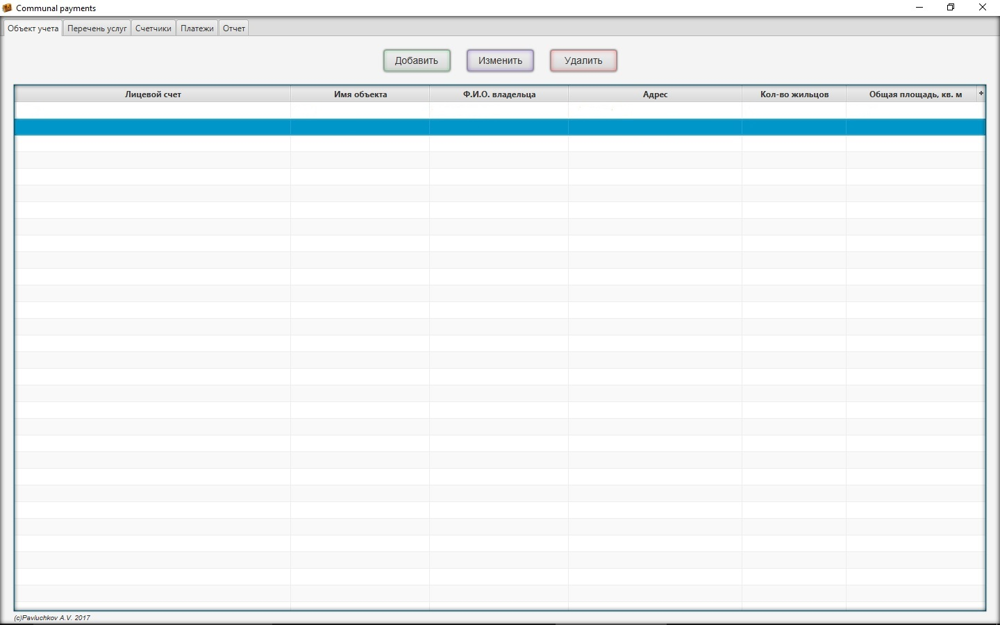 Communal payments
Объект учета Перечень услуг Счетчики Платежи Отчет
Добавить Изменить Удалить
Лицевой счет Имя объекта Ф.И.О. владельца Адрес Кол-во жильцов Общая площадь, кв. м +
(c)Pavluchkov A.V. 2017